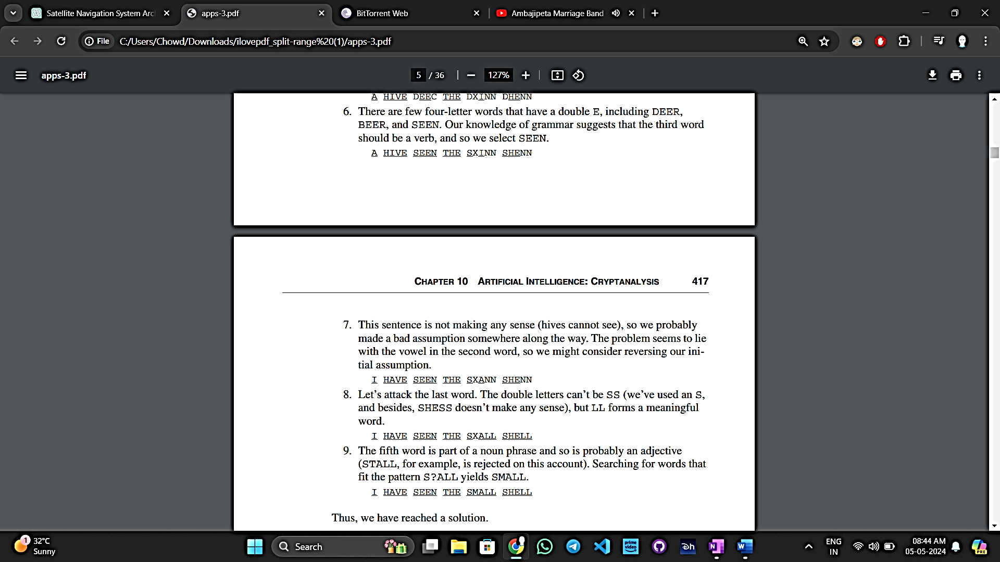 Satellite Navigation System Arc
apps-3.pdf
BitTorrent Web
Ambajipeta Marriage Band
File
C:/Users/Chowd/Downloads/ilovepdf_split-range%20(1)/apps-3.pdf
apps-3.pdf
5 / 36
127%
A HIVE DEEC THE DXINN DHENN
6. There are few four-letter words that have a double E, including DEER,
BEER, and SEEN. Our knowledge of grammar suggests that the third word
should be a verb, and so we select SEEN.
A HIVE SEEN THE SXINN SHENN
CHAPTER 10 ARTIFICIAL INTELLIGENCE: CRYPTANALYSIS 417
7. This sentence is not making any sense (hives cannot see), so we probably
made a bad assumption somewhere along the way. The problem seems to lie
with the vowel in the second word, so we might consider reversing our ini-
tial assumption.
I HAVE SEEN THE SXANN SHENN
8. Let’s attack the last word. The double letters can’t be SS (we’ve used an S,
and besides, SHESS doesn’t make any sense), but LL forms a meaningful
word.
I HAVE SEEN THE SXALL SHELL
9. The fifth word is part of a noun phrase and so is probably an adjective
(STALL, for example, is rejected on this account). Searching for words that
fit the pattern S?ALL yields SMALL.
I HAVE SEEN THE SMALL SHELL
Thus, we have reached a solution.
1
32°C
Sunny
Search
prime video
Dh
N
W
ENG
IN
08:44 AM
05-05-2024
PRE